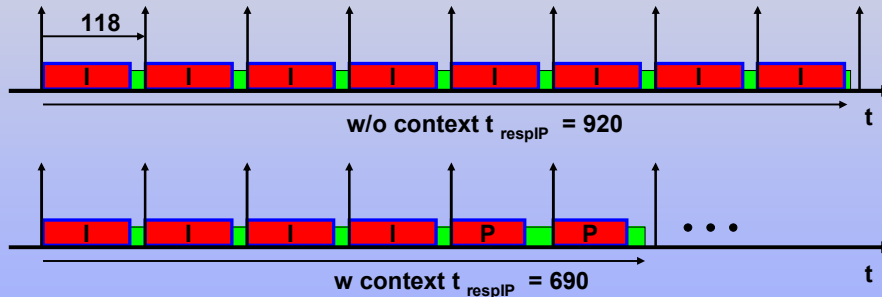 118
I I I I I I I I
w/o context t respIP = 920
t
I I I I P P • • •
w context t respIP = 690
t